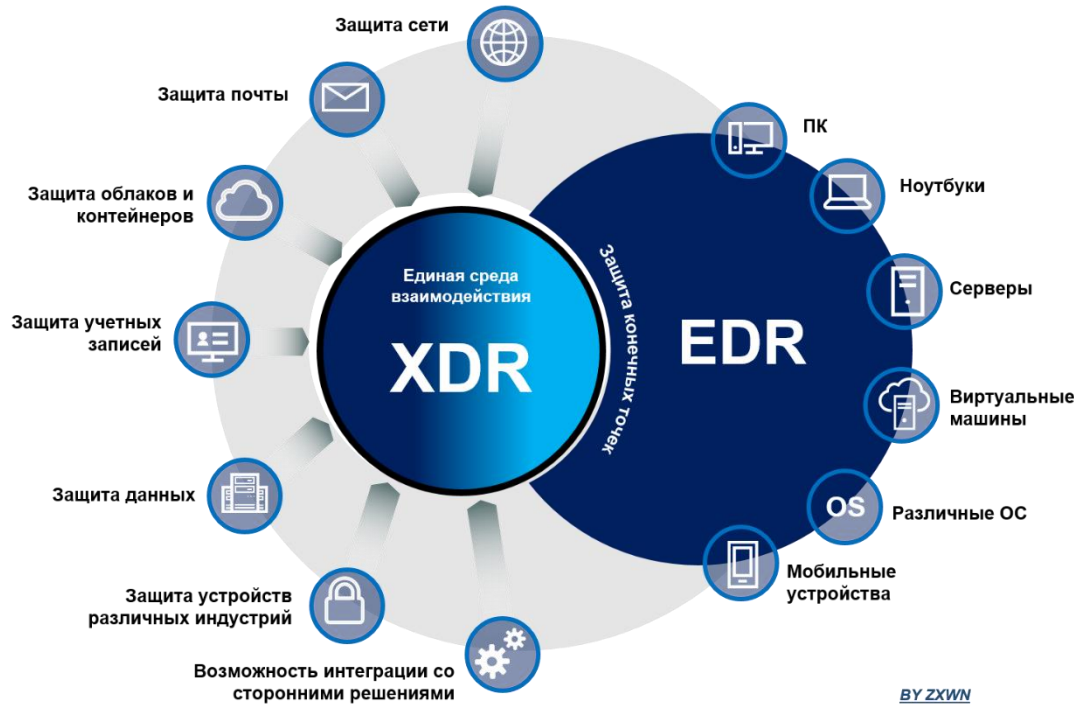 Защита сети
Защита почты
Защита облаков и
контейнеров
Защита учетных
записей
Защита данных
Защита устройств
различных индустрий
Возможность интеграции со
сторонними решениями
Единая среда
взаимодействия
XDR
Защита конечных точек
EDR
ПК
Ноутбуки
Серверы
Виртуальные
машины
OS
Различные ОС
Мобильные
устройства
BY ZXWN